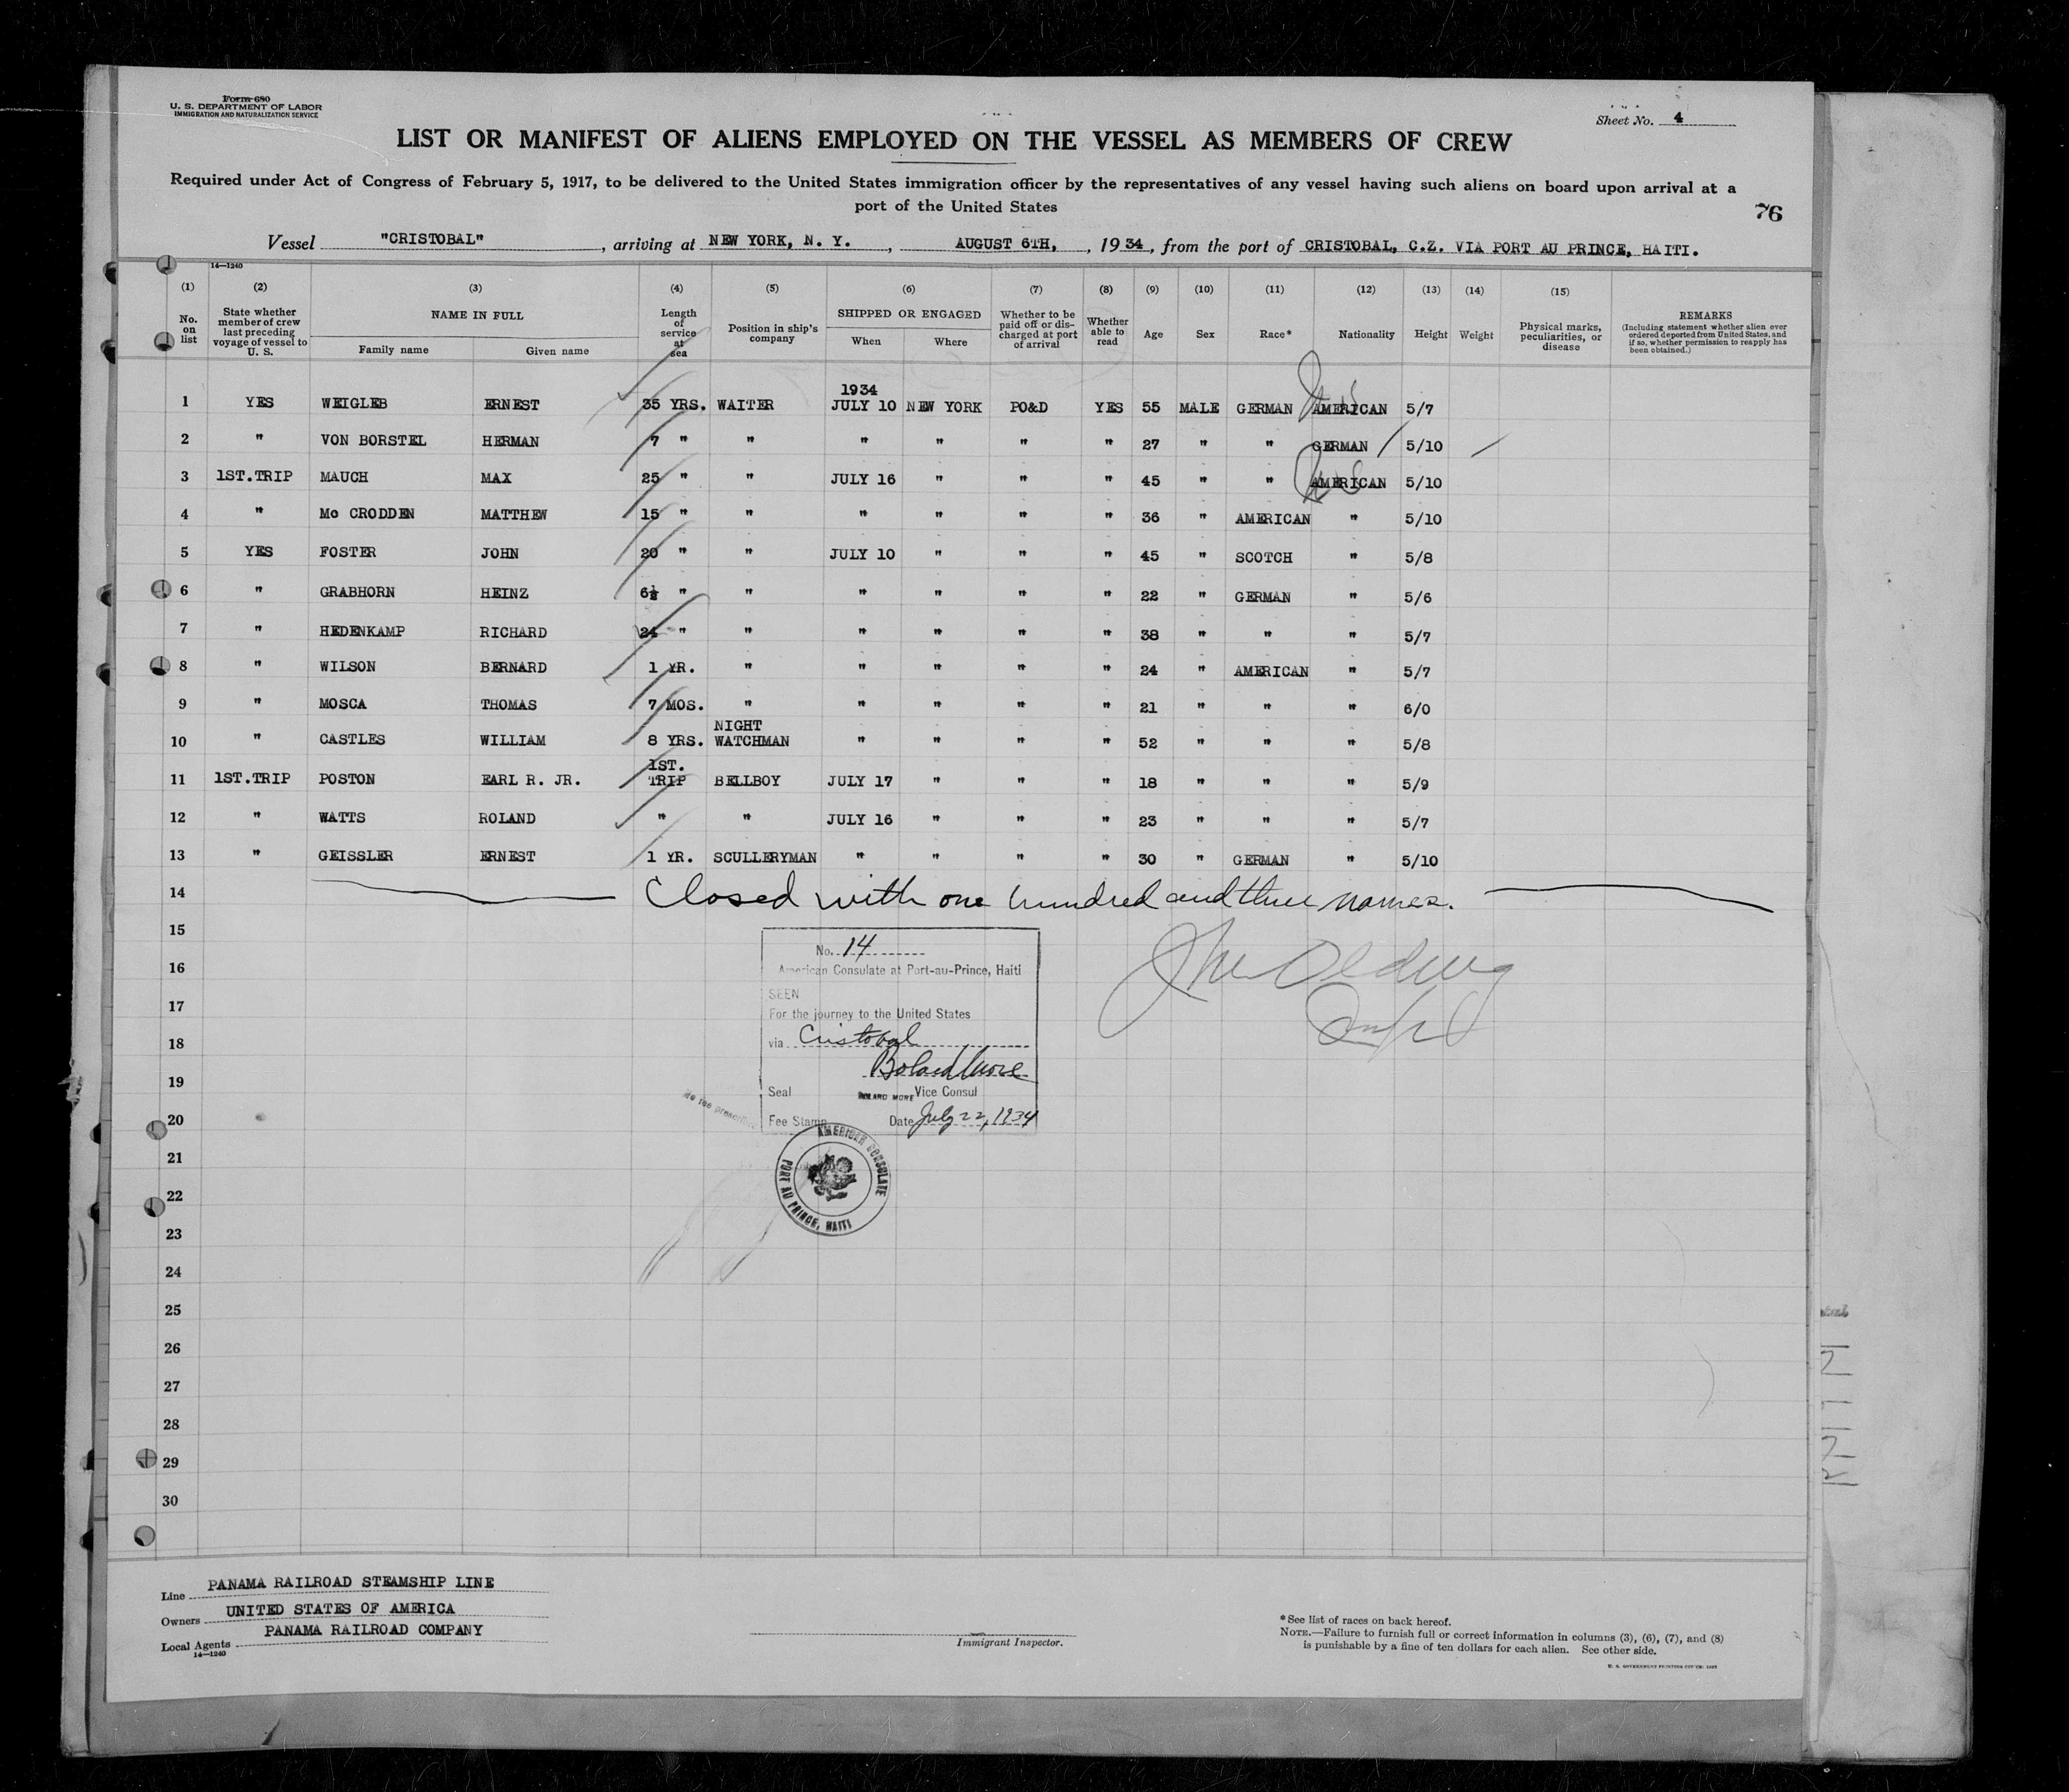 Form 680
U. S. DEPARTMENT OF LABOR
IMMIGRATION AND NATURALIZATION SERVICE
Sheet No. 4
LIST OR MANIFEST OF ALIENS EMPLOYED ON THE VESSEL AS MEMBERS OF CREW
Required under Act of Congress of February 5, 1917, to be delivered to the United States immigration officer by the representatives of any vessel having such aliens on board upon arrival at a
port of the United States
76
Vessel "CRISTOBAL", arriving at NEW YORK, N. Y., AUGUST 6TH, , 1934, from the port of CRISTOBAL, C.Z. VIA PORT AU PRINCE, HAITI.
14—1240
(1) (2) (3) (4) (5) (6) (7) (8) (9) (10) (11) (12) (13) (14) (15)
No. on list
State whether member of crew last preceding voyage of vessel to U. S.
NAME IN FULL
Family name
Given name
Length of service at sea
Position in ship's company
SHIPPED OR ENGAGED
When
Where
Whether to be paid off or discharged at port of arrival
Whether able to read
Age
Sex
Race*
Nationality
Height
Weight
Physical marks, peculiarities, or disease
REMARKS
(Including statement whether alien ever ordered deported from United States, and if so, whether permission to reapply has been obtained.)
1934
1 YES WEIGLEB ERNEST 35 YRS. WAITER JULY 10 NEW YORK PO&D YES 55 MALE GERMAN AMERICAN 5/7
2 " VON BORSTEL HERMAN 7 " " " " " " 27 " " GERMAN 5/10
3 1ST.TRIP MAUCH MAX 25 " " JULY 16 " " " 45 " " AMERICAN 5/10
4 " Mc CRODDEN MATTHEW 15 " " " " " " 36 " AMERICAN " 5/10
5 YES FOSTER JOHN 20 " " JULY 10 " " " 45 " SCOTCH " 5/8
6 " GRABHORN HEINZ 6½ " " " " " " 22 " GERMAN " 5/6
7 " HEDENKAMP RICHARD 24 " " " " " " 38 " " " 5/7
8 " WILSON BERNARD 1 YR. " " " " " 24 " AMERICAN " 5/7
9 " MOSCA THOMAS 7 MOS. " " " " " 21 " " " 6/0
10 " CASTLES WILLIAM 8 YRS. NIGHT WATCHMAN " " " " 52 " " " 5/8
11 1ST.TRIP POSTON EARL R. JR. 1ST. TRIP BELLBOY JULY 17 " " " 18 " " " 5/9
12 " WATTS ROLAND " " JULY 16 " " " 23 " " " 5/7
13 " GEISSLER ERNEST 1 YR. SCULLERYMAN " " " " 30 " GERMAN " 5/10
14 Closed with one hundred and three names.
15
16
17
18
19
20
21
22
23
24
25
26
27
28
29
30
No. 14
American Consulate at Port-au-Prince, Haiti
SEEN
For the journey to the United States
via Cristobal
Bolard More
Seal BOLARD MORE Vice Consul
Fee Stamp Date July 22, 1934
AMERICAN CONSULATE
PORT AU PRINCE, HAITI
Line PANAMA RAILROAD STEAMSHIP LINE
Owners UNITED STATES OF AMERICA
Local Agents PANAMA RAILROAD COMPANY
14—1240
Immigrant Inspector.
*See list of races on back hereof.
NOTE.—Failure to furnish full or correct information in columns (3), (6), (7), and (8)
is punishable by a fine of ten dollars for each alien. See other side.